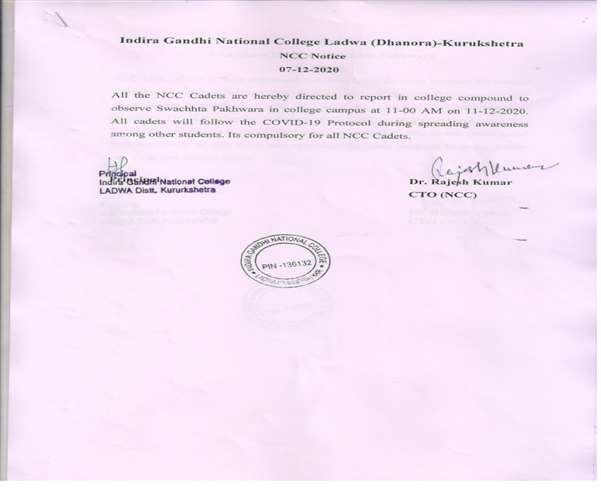 Indira Gandhi National College Ladwa (Dhanora)-Kurukshetra
NCC Notice
07-12-2020
All the NCC Cadets are hereby directed to report in college compound to
observe Swachhta Pakhwara in college campus at 11-00 AM on 11-12-2020.
All cadets will follow the COVID-19 Protocol during spreading awareness
among other students. Its compulsory for all NCC Cadets.
Principal
Principal
Indira Gandhi National College
LADWA Distt. Kururkshetra
Rajesh Kumar
Dr. Rajesh Kumar
CTO (NCC)
INDIRA GANDHI NATIONAL COLLEGE
PIN -136132